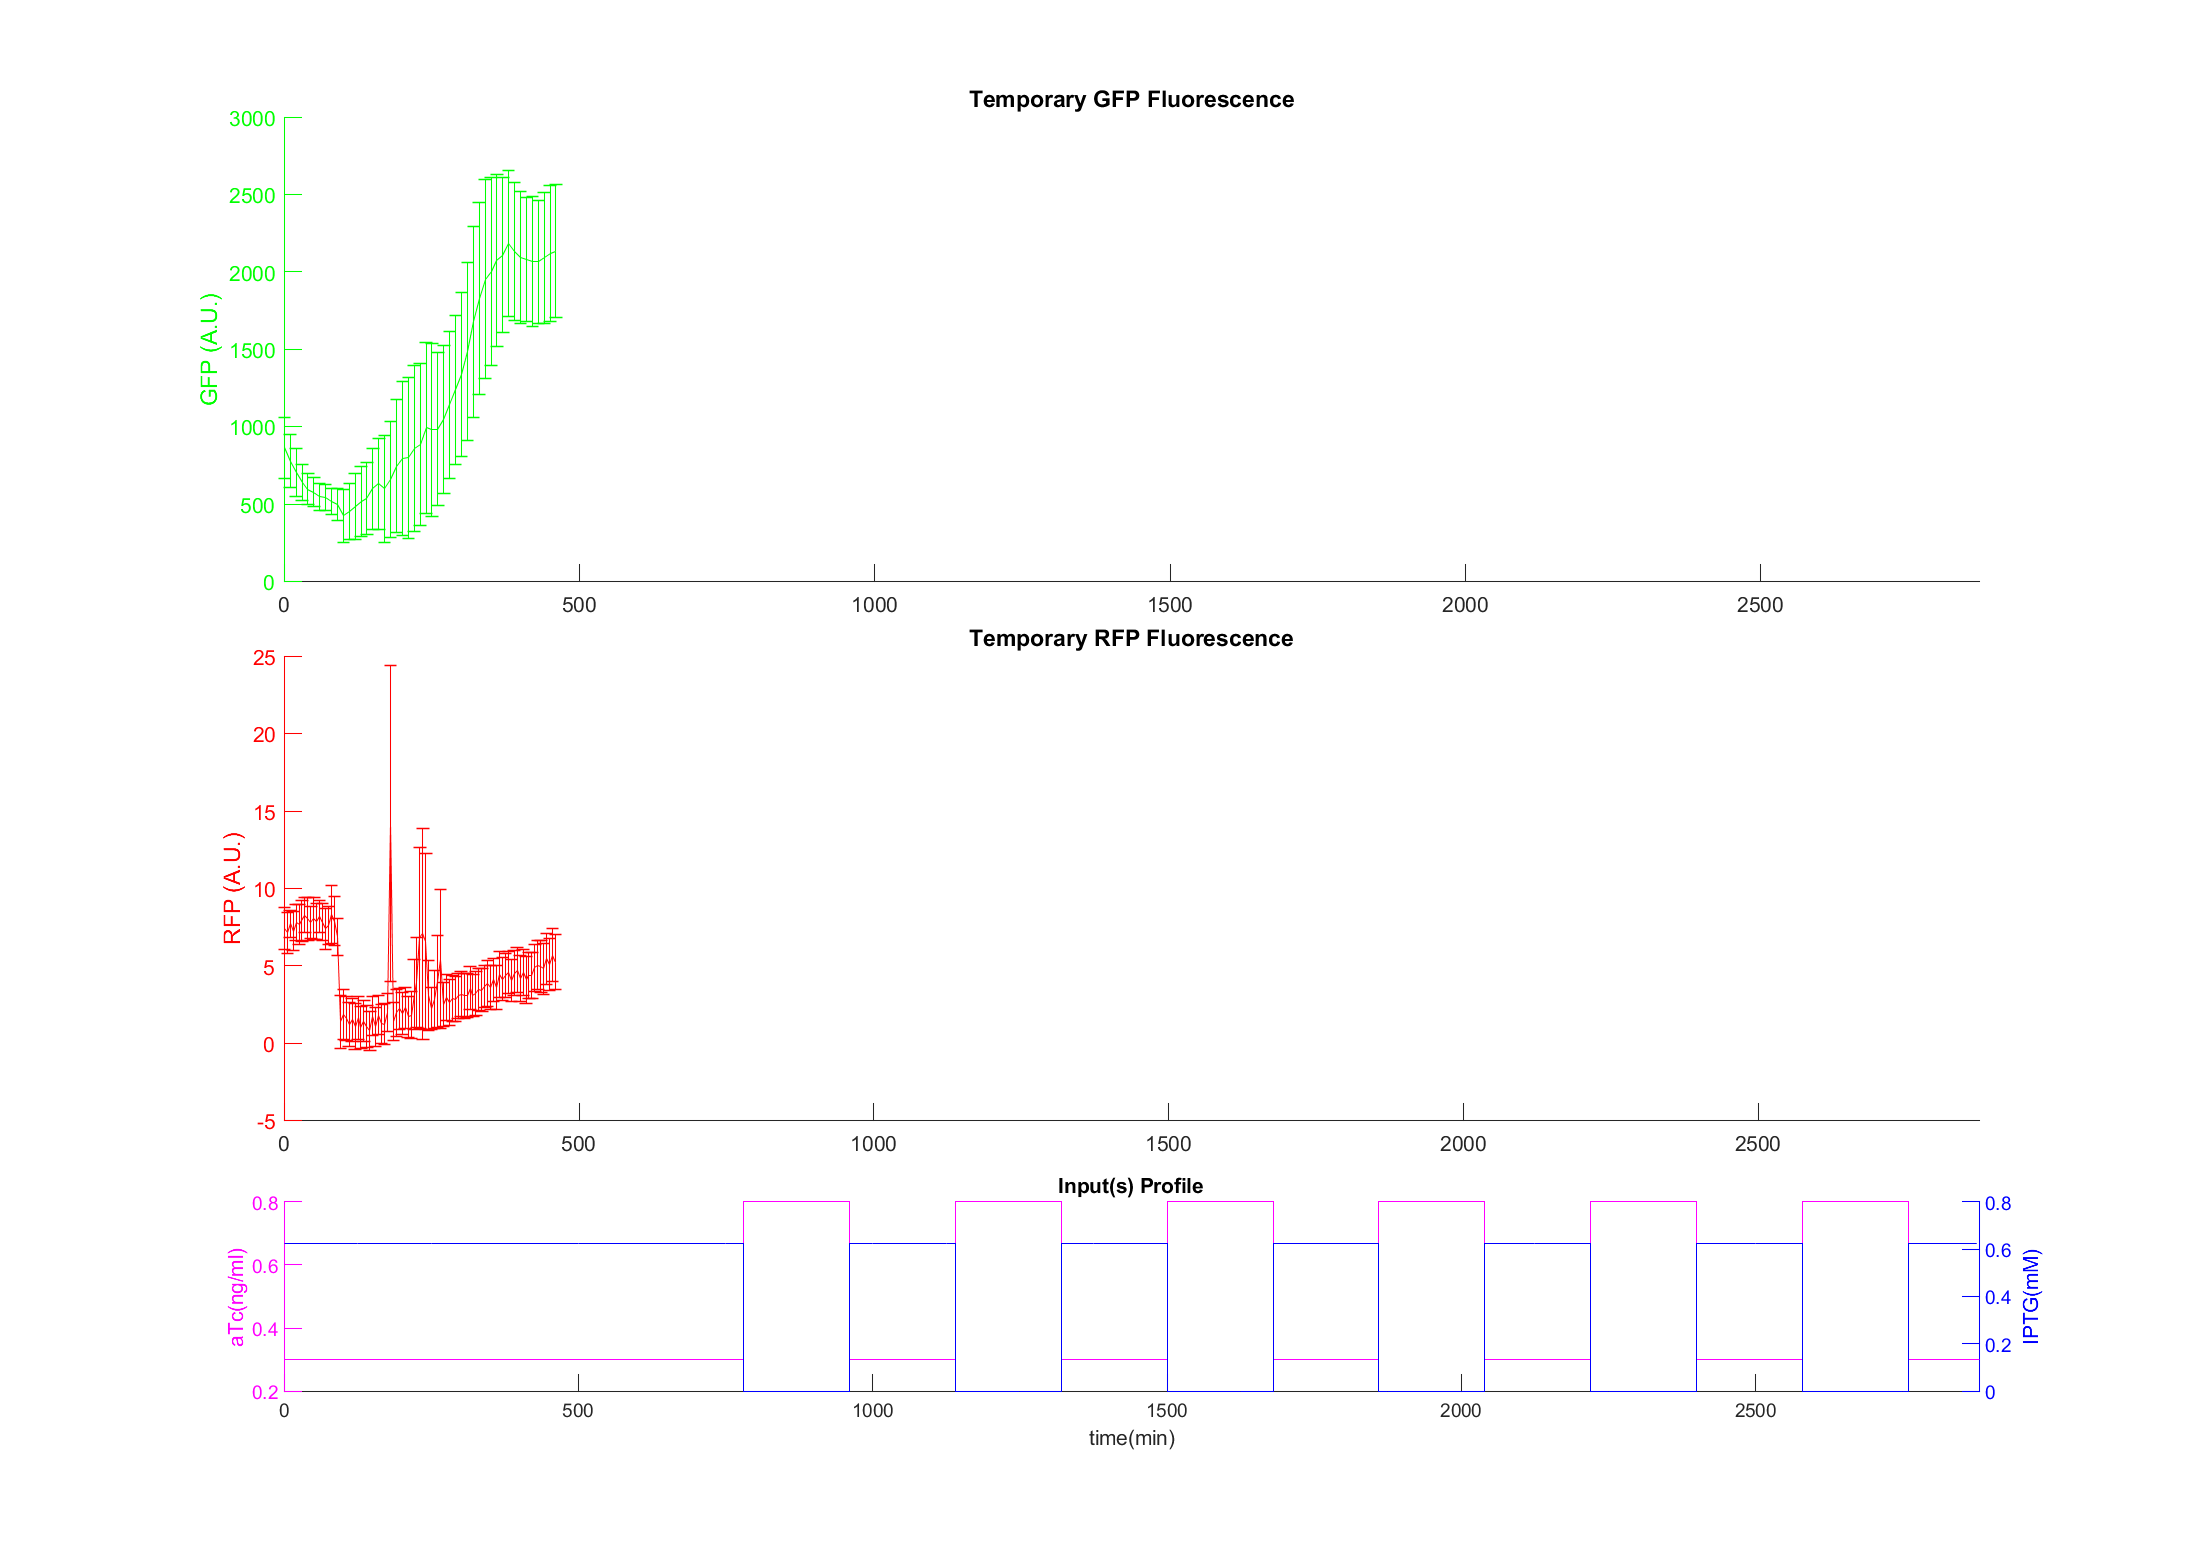 Temporary GFP Fluorescence
3000
2500
2000
1500
1000
500
0
GFP (A.U.)
0 500 1000 1500 2000 2500
Temporary RFP Fluorescence
25
20
15
10
5
0
-5
RFP (A.U.)
0 500 1000 1500 2000 2500
Input(s) Profile
0.8
0.6
0.4
0.2
aTc(ng/ml)
0.8
0.6
0.4
0.2
0
IPTG(mM)
0 500 1000 1500 2000 2500
time(min)